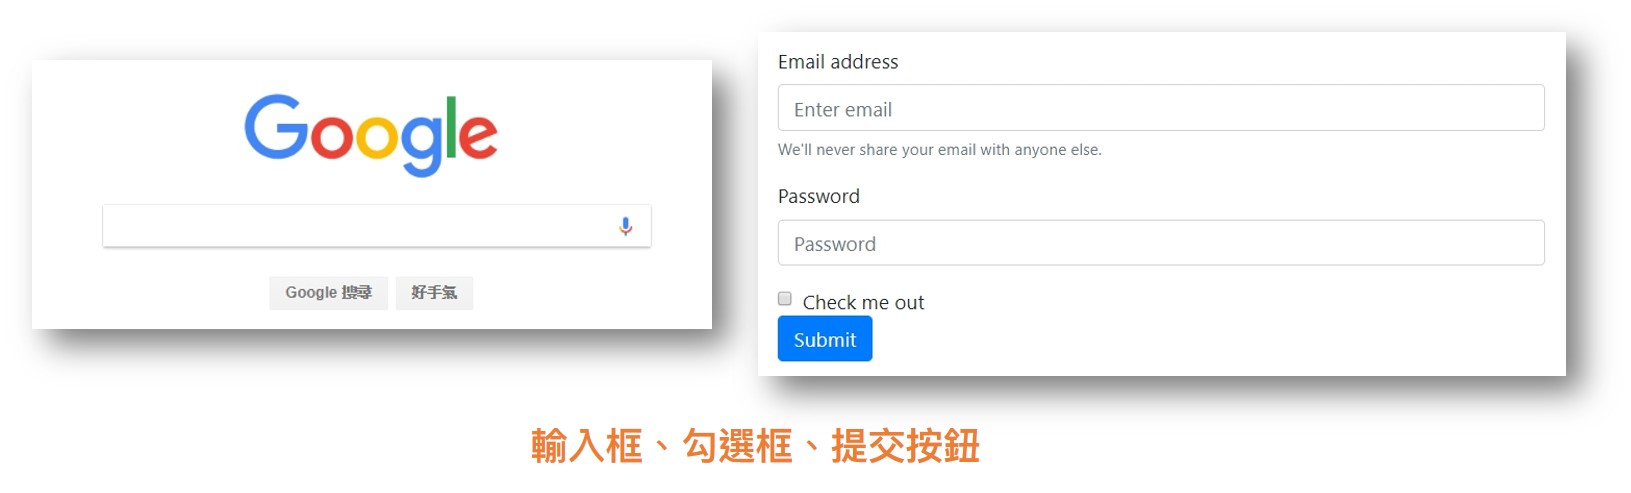 Google
Google 搜尋
好手氣
Email address
Enter email
We'll never share your email with anyone else.
Password
Password
Check me out
Submit
輸入框、勾選框、提交按鈕